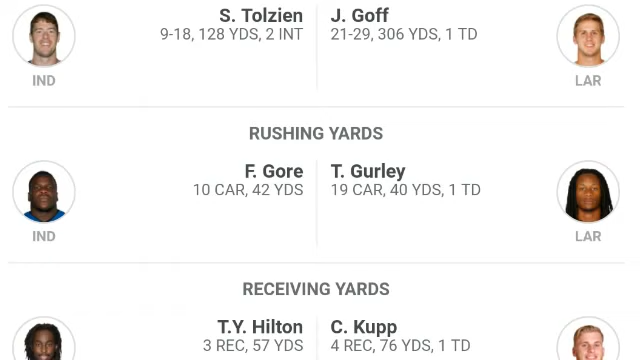 S. Tolzien J. Goff
9-18, 128 YDS, 2 INT 21-29, 306 YDS, 1 TD
IND LAR
RUSHING YARDS
F. Gore T. Gurley
10 CAR, 42 YDS 19 CAR, 40 YDS, 1 TD
IND LAR
RECEIVING YARDS
T.Y. Hilton C. Kupp
3 REC, 57 YDS 4 REC, 76 YDS, 1 TD